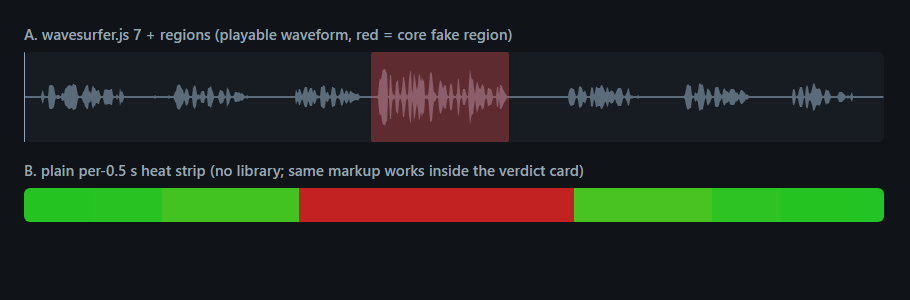 A. wavesurfer.js 7 + regions (playable waveform, red = core fake region)
B. plain per-0.5 s heat strip (no library; same markup works inside the verdict card)